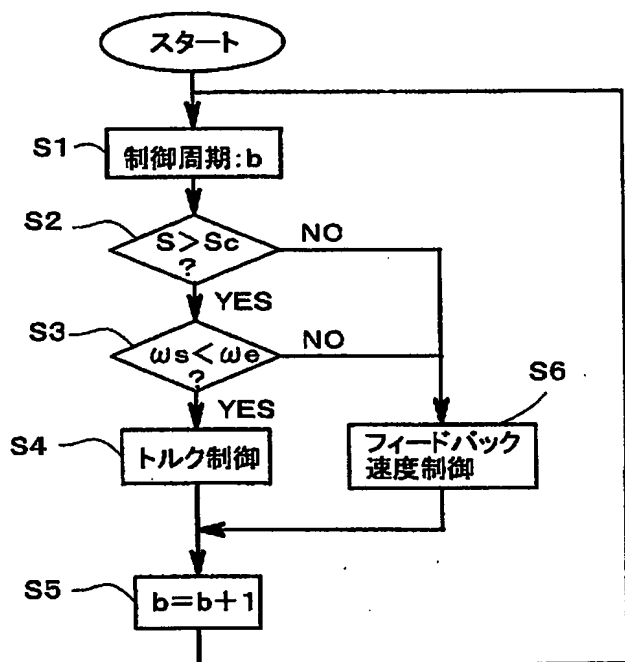 スタート
S1
制御周期:b
S2
S>Sc
?
NO
YES
S3
ωs<ωe
?
NO
YES
S6
S4
トルク制御
フィードバック
速度制御
S5
b=b+1